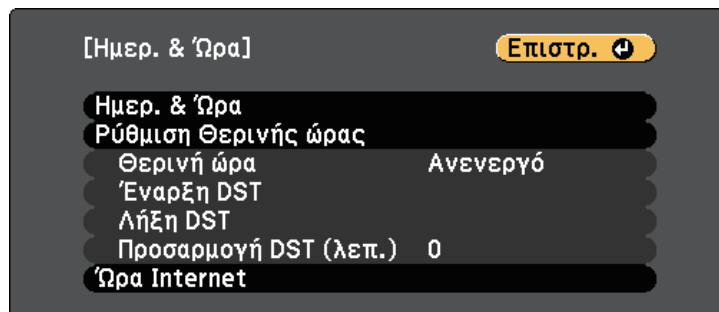 [Ημερ. & Ώρα] Επιστρ.
Ημερ. & Ώρα
Ρύθμιση Θερινής ώρας
Θερινή ώρα Ανενεργό
Έναρξη DST
Λήξη DST
Προσαρμογή DST (λεπ.) 0
Ώρα Internet